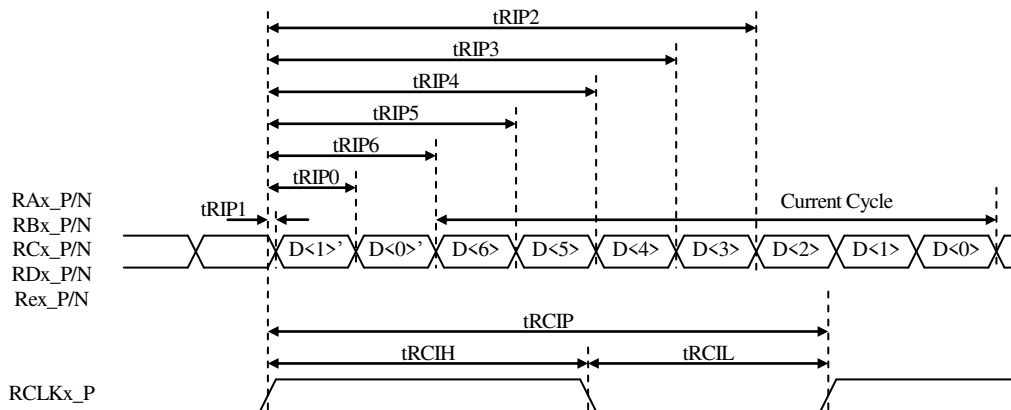 tRIP2
tRIP3
tRIP4
tRIP5
tRIP6
tRIP0
tRIP1
Current Cycle
RAx_P/N
RBx_P/N
RCx_P/N
RDx_P/N
Rex_P/N
D<1>’ D<0>’ D<6> D<5> D<4> D<3> D<2> D<1> D<0>
tRCIP
tRCIH tRCIL
RCLKx_P